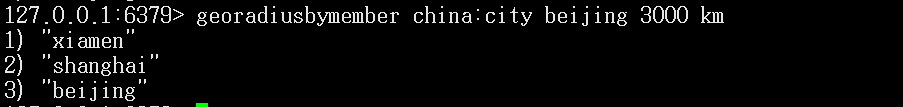 127.0.0.1:6379> georadiusbymember china:city beijing 3000 km
1) "xiamen"
2) "shanghai"
3) "beijing"